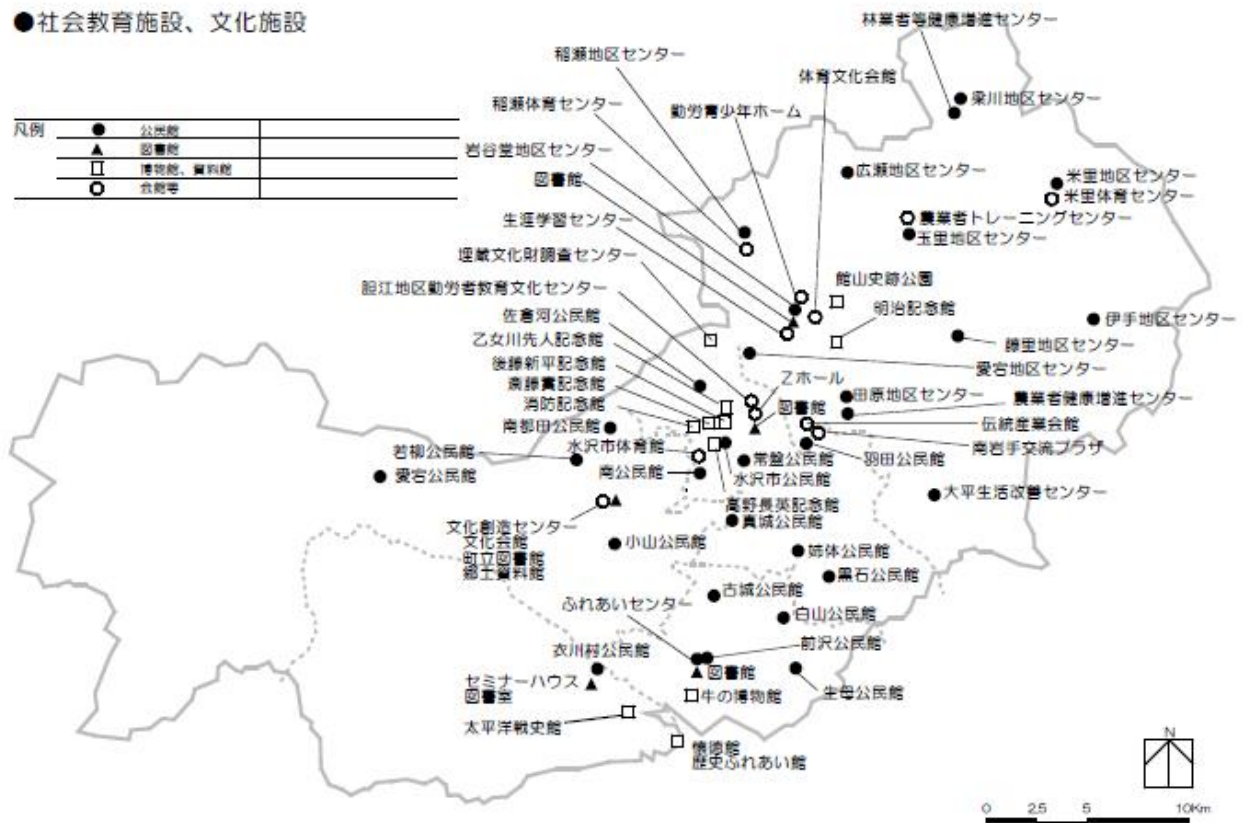 ●社会教育施設、文化施設
凡例
● 公民館
▲ 図書館
博物館、資料館
会館等
林業者等健康増進センター
稲瀬地区センター
体育文化会館
稲瀬体育センター
勤労青少年ホーム
梁川地区センター
岩谷堂地区センター
広瀬地区センター
米里地区センター
図書館
米里体育センター
生涯学習センター
農業者トレーニングセンター
玉里地区センター
埋蔵文化財調査センター
館山史跡公園
胆江地区勤労者教育文化センター
明治記念館
佐倉河公民館
伊手地区センター
乙女川先人記念館
藤里地区センター
後藤新平記念館
愛宕地区センター
斎藤實記念館
Zホール
消防記念館
図書館
田原地区センター
農業者健康増進センター
南都田公民館
伝統産業会館
水沢市体育館
南岩手交流プラザ
若柳公民館
常盤公民館
羽田公民館
愛宕公民館
南公民館
水沢市公民館
大平生活改善センター
高野長英記念館
真城公民館
文化創造センター
文化会館
町立図書館
郷土資料館
小山公民館
姉体公民館
黒石公民館
古城公民館
ふれあいセンター
白山公民館
前沢公民館
衣川村公民館
図書館
セミナーハウス
図書室
生母公民館
牛の博物館
太平洋戦史館
懐徳館
歴史ふれあい館
N
0 2.5 5 10Km